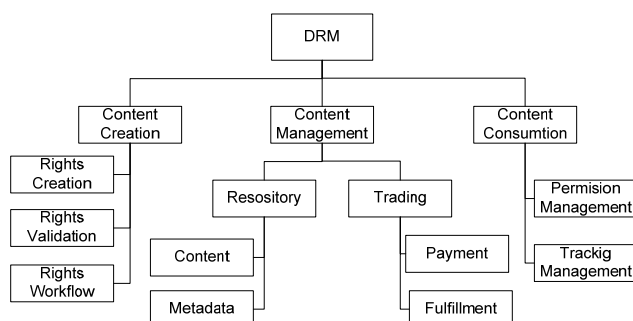 DRM
Content
Creation
Content
Management
Content
Consumtion
Rights
Creation
Rights
Validation
Rights
Workflow
Resository
Trading
Content
Metadata
Payment
Fulfillment
Permision
Management
Trackig
Management